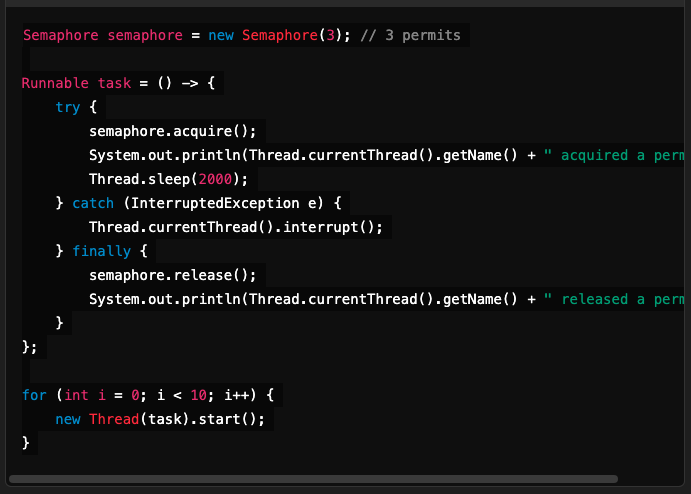 Semaphore semaphore = new Semaphore(3); // 3 permits
Runnable task = () -> {
try {
semaphore.acquire();
System.out.println(Thread.currentThread().getName() + " acquired a
Thread.sleep(2000);
} catch (InterruptedException e) {
Thread.currentThread().interrupt();
} finally {
semaphore.release();
System.out.println(Thread.currentThread().getName() + " released a
}
};
for (int i = 0; i < 10; i++) {
new Thread(task).start();
}